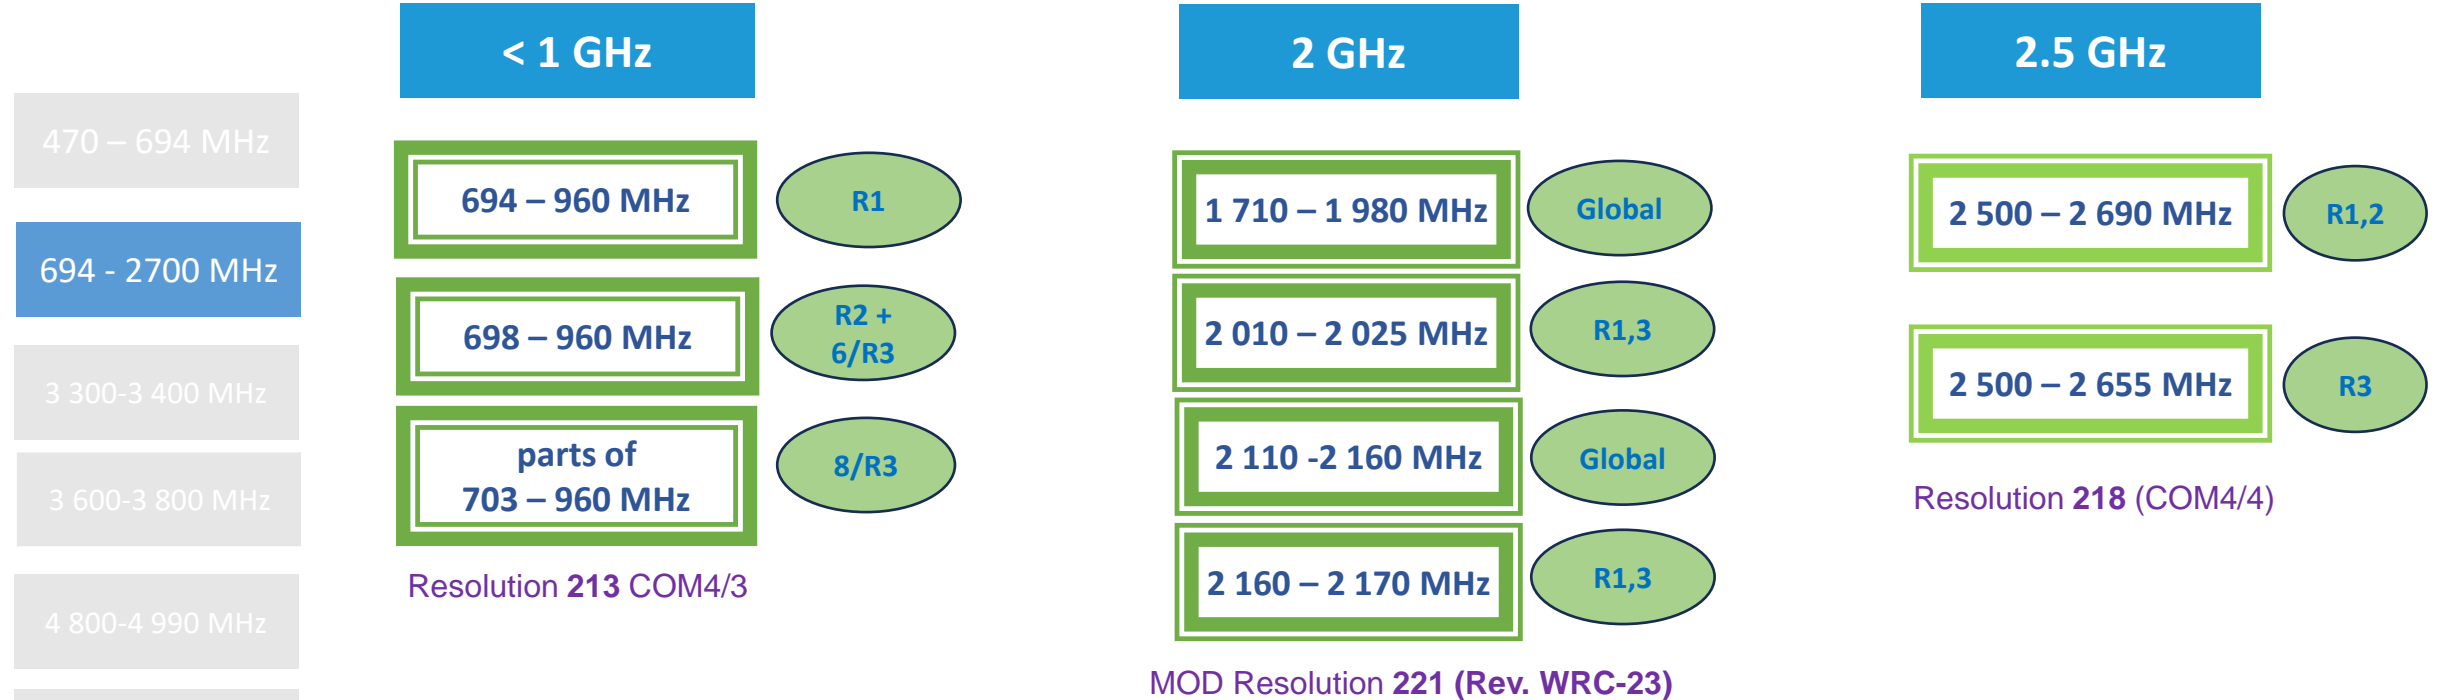 470 – 694 MHz
694 - 2700 MHz
3 300-3 400 MHz
3 600-3 800 MHz
4 800-4 990 MHz
< 1 GHz
694 – 960 MHz
R1
698 – 960 MHz
R2 +
6/R3
parts of
703 – 960 MHz
8/R3
Resolution 213 COM4/3
2 GHz
1 710 – 1 980 MHz
Global
2 010 – 2 025 MHz
R1,3
2 110 -2 160 MHz
Global
2 160 – 2 170 MHz
R1,3
MOD Resolution 221 (Rev. WRC-23)
2.5 GHz
2 500 – 2 690 MHz
R1,2
2 500 – 2 655 MHz
R3
Resolution 218 (COM4/4)